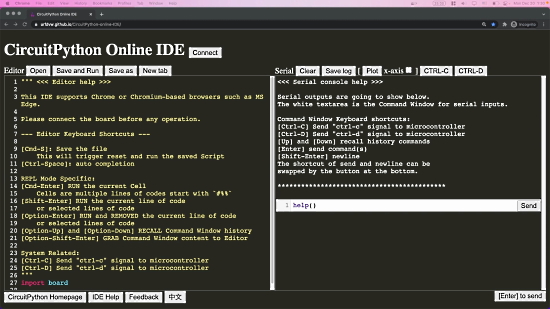 Chrome File Edit View History Bookmarks Profiles Tab Window Help
CircuitPython Online IDE
urfdvw.github.io/CircuitPython-online-IDE/
Incognito
CircuitPython Online IDE Connect
Editor Open Save and Run Save as New tab
1 """ <<< Editor help >>>
2
3 This IDE supports Chrome or Chromium-based browsers such as MS
Edge.
4
5 Please connect the board before any operation.
6
7 --- Editor Keyboard Shortcuts ---
8
9 [Cmd-S]: Save the file
10 This will trigger reset and run the saved Script
11 [Ctrl-Space]: auto completion
12
13 REPL Mode Specific:
14 [Cmd-Enter] RUN the current Cell
15 Cells are multiple lines of codes start with `#%%`
16 [Shift-Enter] RUN the current line of code
17 or selected lines of code
18 [Option-Enter] RUN and REMOVED the current line of code
19 or selected lines of code
20 [Option-Up] and [Option-Down] RECALL Command Window history
21 [Option-Shift-Enter] GRAB Command Window content to Editor
22
23 System Related:
24 [Ctrl-C] Send "ctrl-c" signal to microcontroller
25 [Ctrl-D] Send "ctrl-d" signal to microcontroller
26 """
27 import board
CircuitPython Homepage IDE Help Feedback 中文
Serial Clear Save log [ Plot x-axis ] CTRL-C CTRL-D
<<< Serial console help >>>
Serial outputs are going to show below.
The white textarea is the Command Window for serial inputs.
Command Window Keyboard shortcuts:
[Ctrl-C] Send "ctrl-c" signal to microcontroller
[Ctrl-D] Send "ctrl-d" signal to microcontroller
[Up] and [Down] recall history commands
[Enter] send command(s)
[Shift-Enter] newline
The shortcut of send and newline can be
swapped by the button at the bottom.
*******************************************
1 help()
Send
[Enter] to send